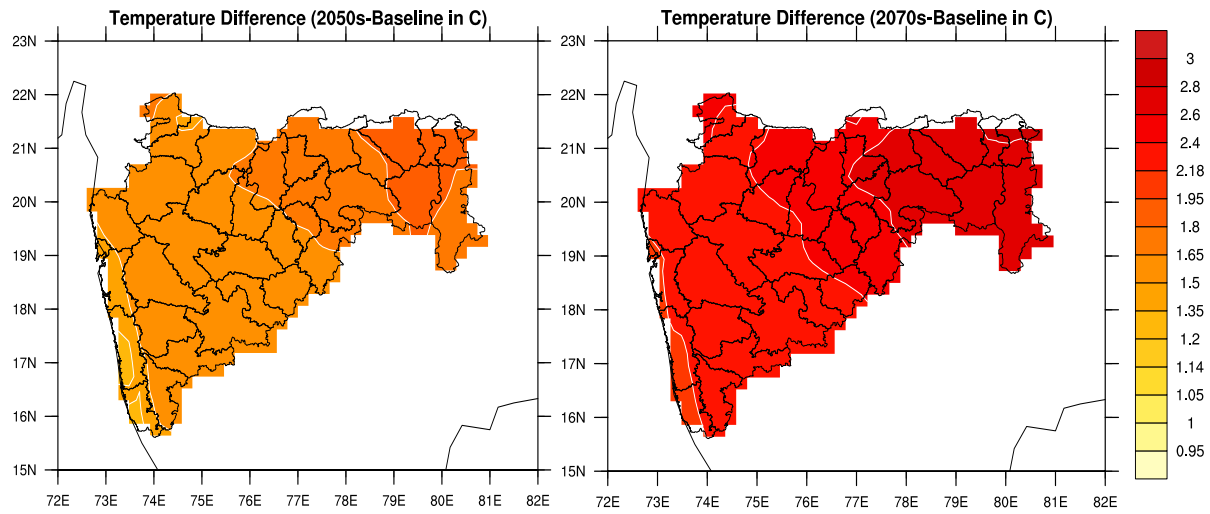 Temperature Difference (2050s-Baseline in C)
23N
22N
21N
20N
19N
18N
17N
16N
15N
72E 73E 74E 75E 76E 77E 78E 79E 80E 81E 82E
Temperature Difference (2070s-Baseline in C)
23N
22N
21N
20N
19N
18N
17N
16N
15N
72E 73E 74E 75E 76E 77E 78E 79E 80E 81E 82E
3
2.8
2.6
2.4
2.18
1.95
1.65
1.5
1.35
1.2
1.14
1.05
1
0.95